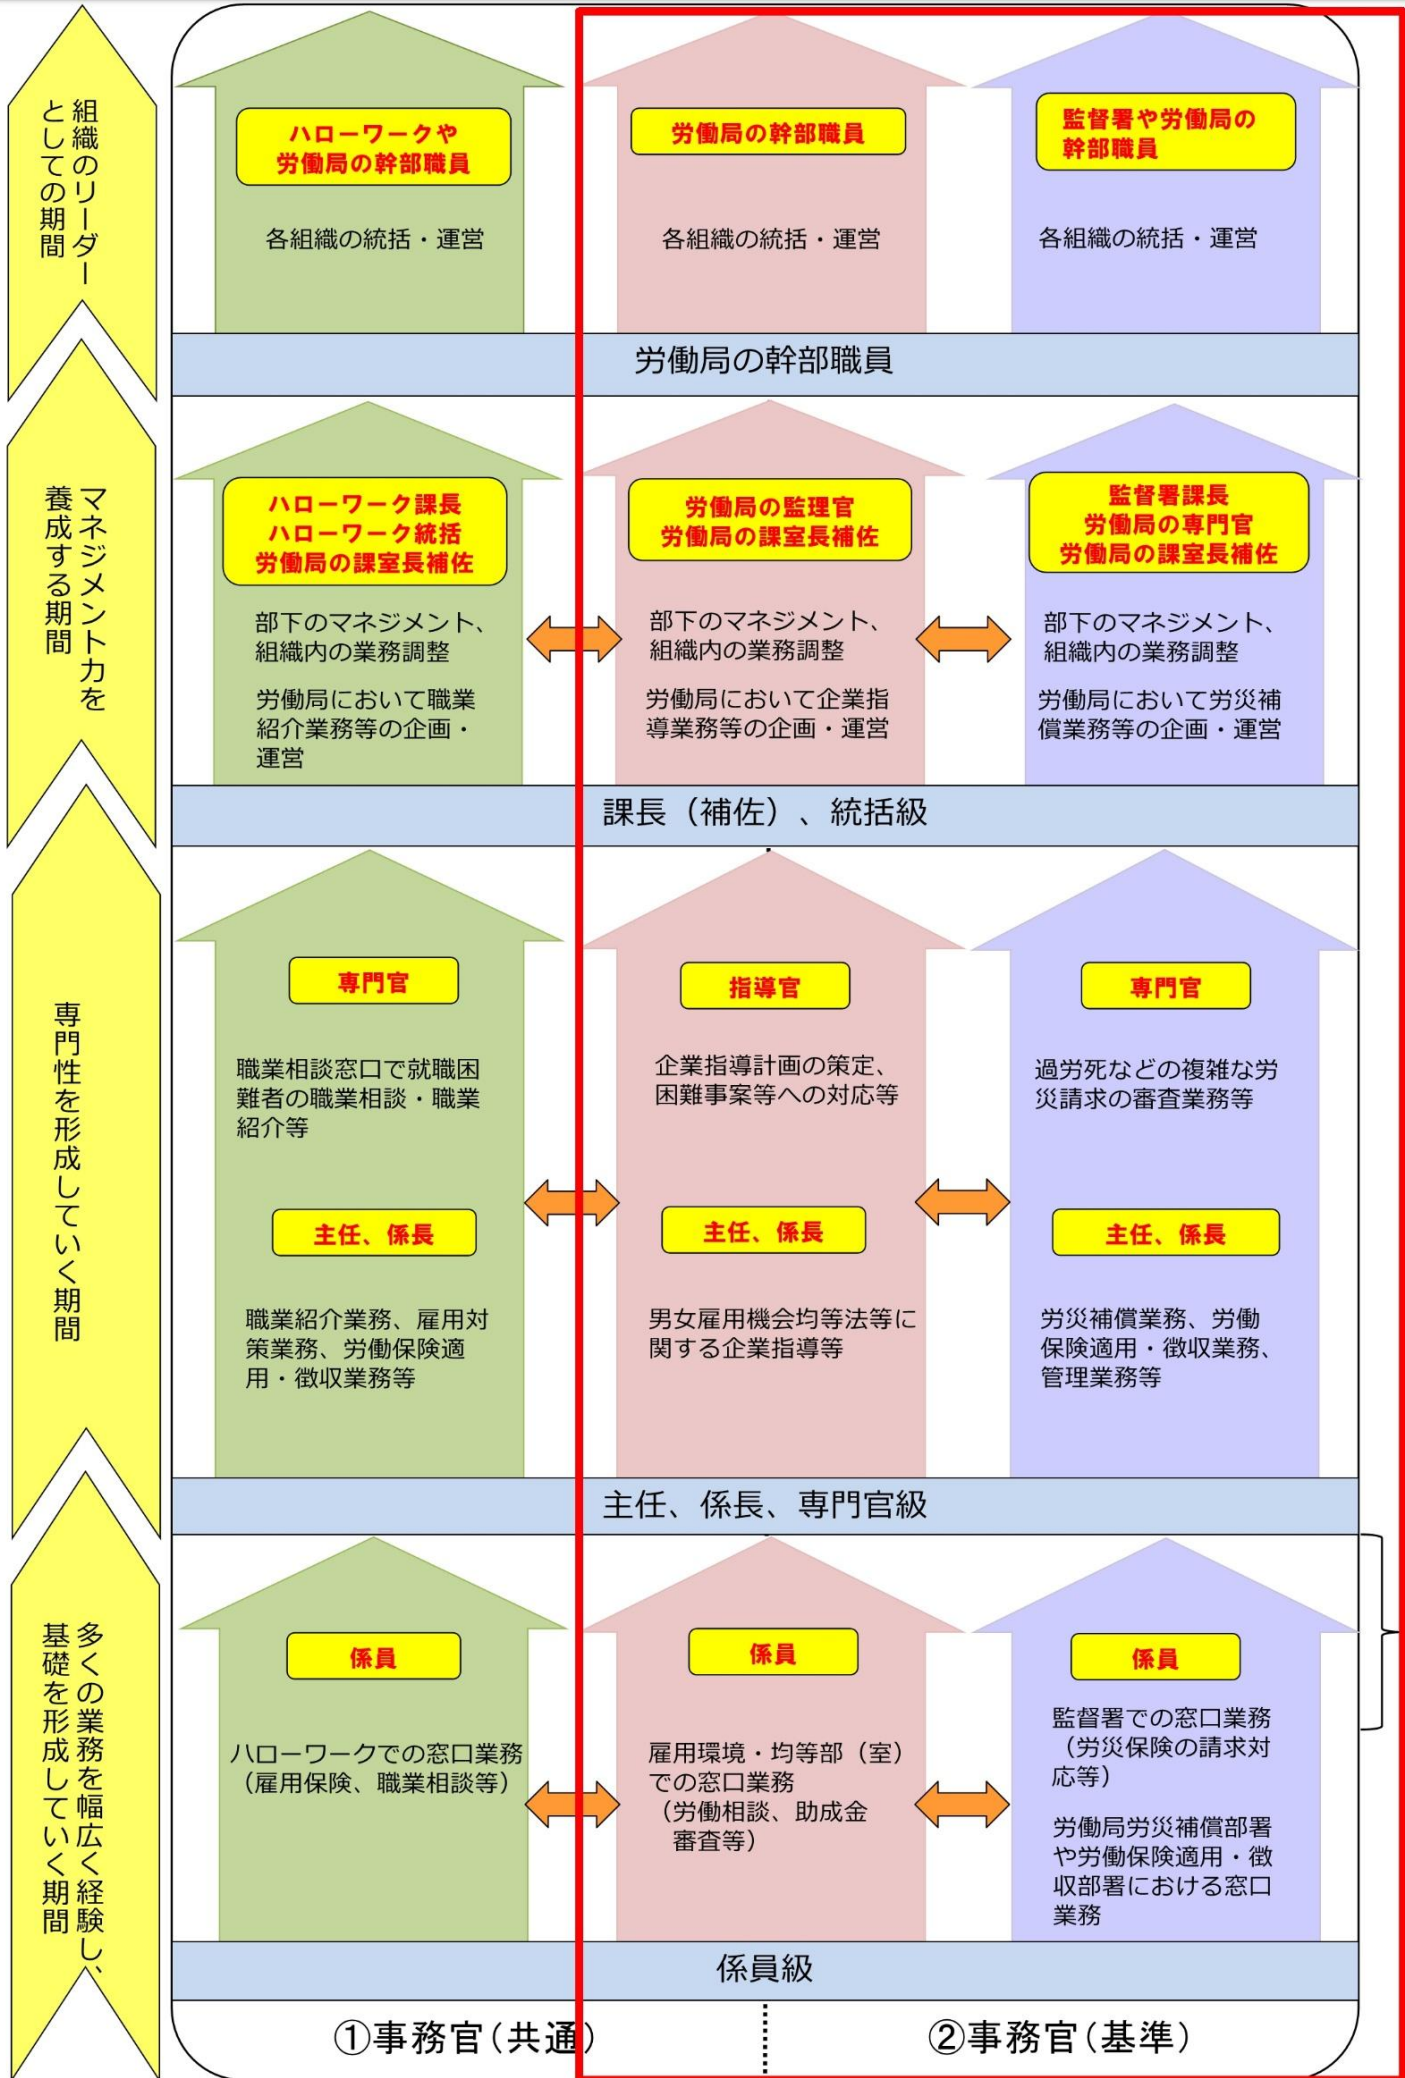 組織のリーダー
としての期間
ハローワークや
労働局の幹部職員
各組織の統括・運営
労働局の幹部職員
各組織の統括・運営
監督署や労働局の
幹部職員
各組織の統括・運営
労働局の幹部職員
マネジメント力を
養成する期間
ハローワーク課長
ハローワーク統括
労働局の課室長補佐
部下のマネジメント、
組織内の業務調整
労働局において職業
紹介業務等の企画・
運営
労働局の監理官
労働局の課室長補佐
部下のマネジメント、
組織内の業務調整
労働局において企業指
導業務等の企画・運営
監督署課長
労働局の専門官
労働局の課室長補佐
部下のマネジメント、
組織内の業務調整
労働局において労災補
償業務等の企画・運営
課長（補佐）、統括級
専門性を形成していく期間
専門官
職業相談窓口で就職困
難者の職業相談・職業
紹介等
主任、係長
職業紹介業務、雇用対
策業務、労働保険適
用・徴収業務等
指導官
企業指導計画の策定、
困難事案等への対応等
主任、係長
男女雇用機会均等法等に
関する企業指導等
専門官
過労死などの複雑な労
災請求の審査業務等
主任、係長
労災補償業務、労働
保険適用・徴収業務、
管理業務等
主任、係長、専門官級
多くの業務を幅広く経験し、
基礎を形成していく期間
係員
ハローワークでの窓口業務
（雇用保険、職業相談等）
係員
雇用環境・均等部（室）
での窓口業務
（労働相談、助成金
審査等）
係員
監督署での窓口業務
（労災保険の請求対
応等）
労働局労災補償部署
や労働保険適用・徴
収部署における窓口
業務
係員級
①事務官（共通）
②事務官（基準）